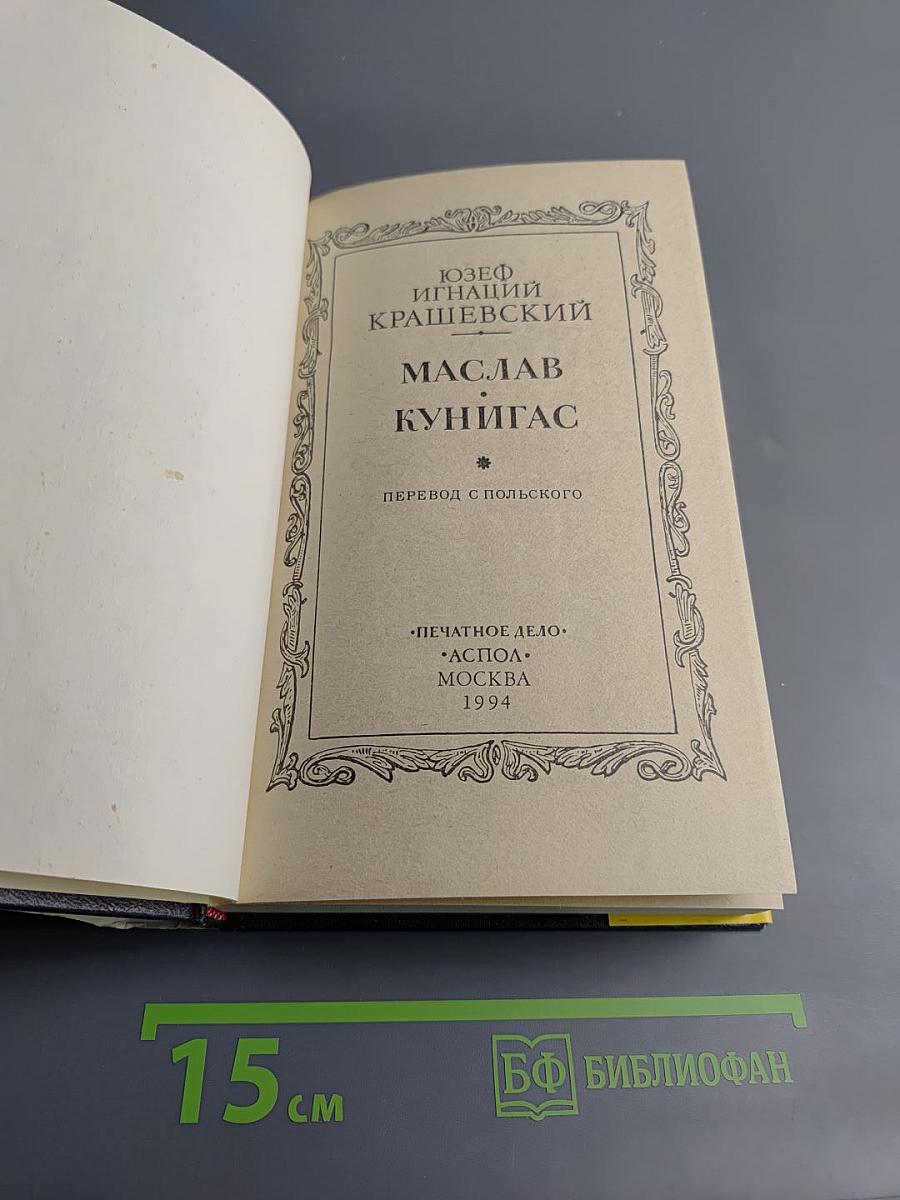 ЮЗЕФ
ИГНАЦИЙ
КРАШЕВСКИЙ
МАСЛАВ
•
КУНИГАС
ПЕРЕВОД С ПОЛЬСКОГО
•ПЕЧАТНОЕ ДЕЛО•
•АСПОЛ•
МОСКВА
1994
15 см
БФ БИБЛИОФАН